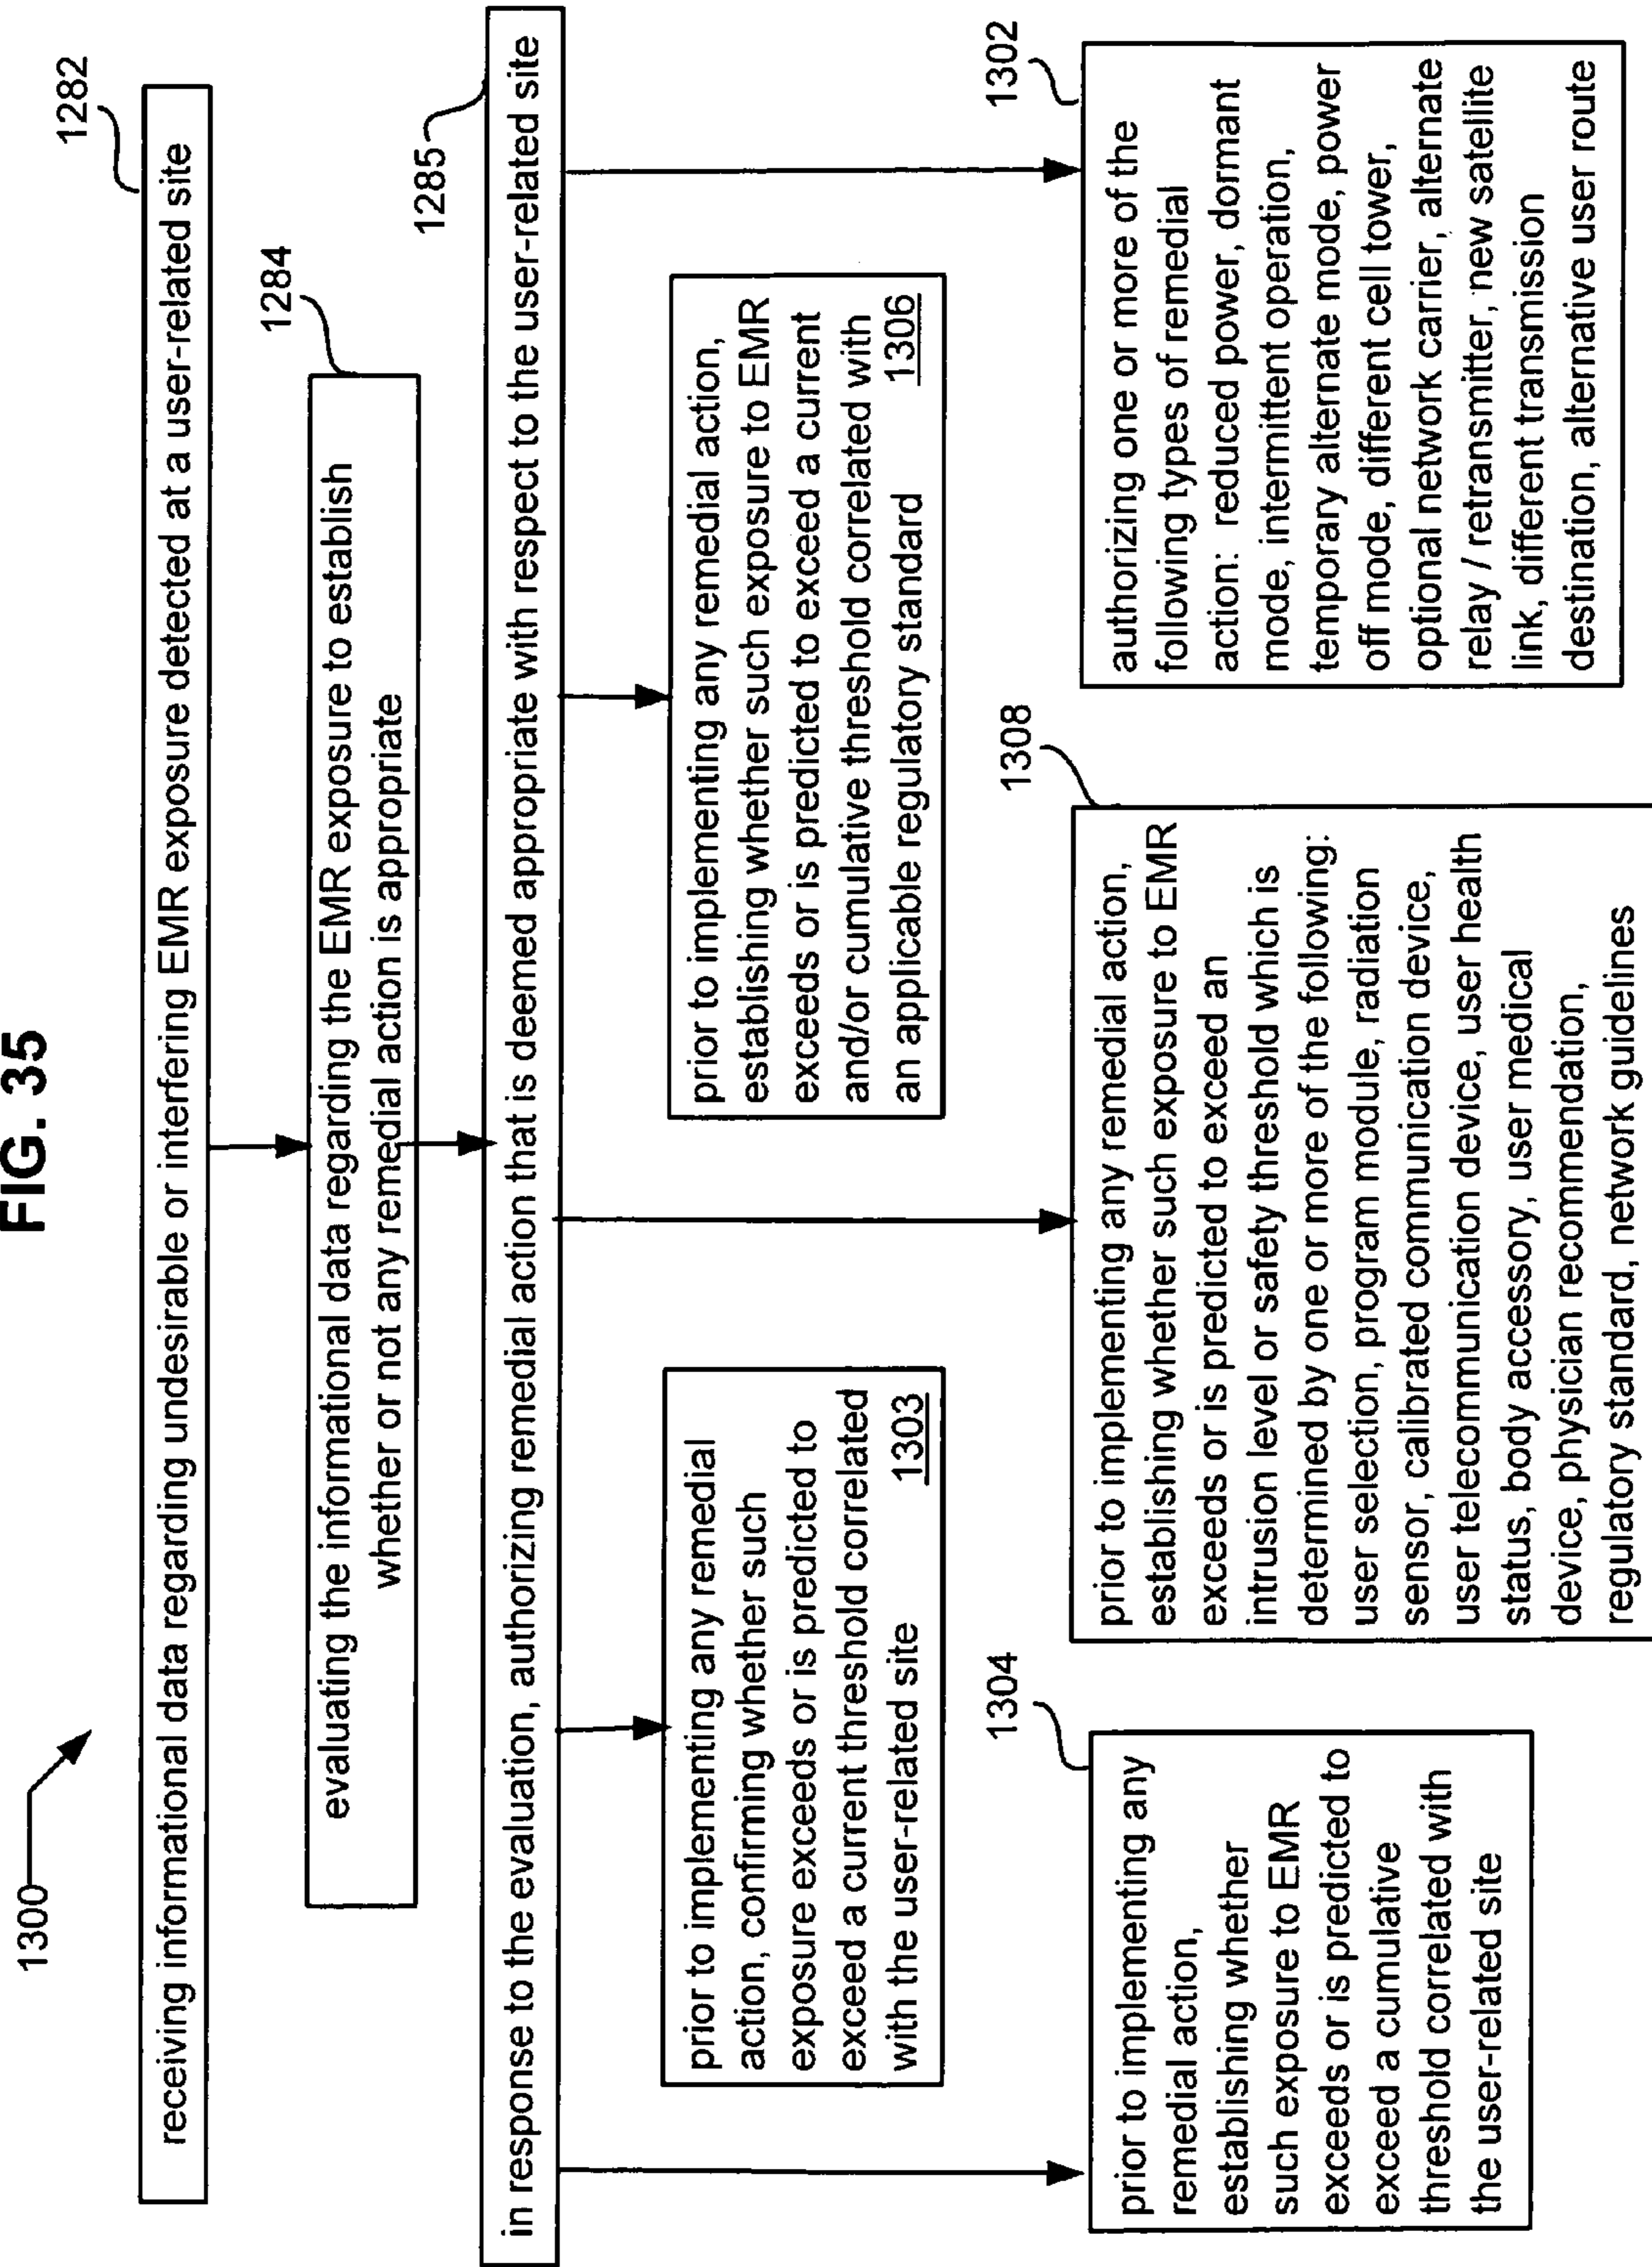 FIG. 35
1300
1282
receiving informational data regarding undesirable or interfering EMR exposure detected at a user-related site
1284
evaluating the informational data regarding the EMR exposure to establish
whether or not any remedial action is appropriate
1285
in response to the evaluation, authorizing remedial action that is deemed appropriate with respect to the user-related site
prior to implementing any remedial
action, confirming whether such
exposure exceeds or is predicted to
exceed a current threshold correlated
with the user-related site 1303
prior to implementing any remedial action,
establishing whether such exposure to EMR
exceeds or is predicted to exceed a current
and/or cumulative threshold correlated with
an applicable regulatory standard 1306
1304
prior to implementing any
remedial action,
establishing whether
such exposure to EMR
exceeds or is predicted to
exceed a cumulative
threshold correlated with
the user-related site
1308
prior to implementing any remedial action,
establishing whether such exposure to EMR
exceeds or is predicted to exceed an
intrusion level or safety threshold which is
determined by one or more of the following:
user selection, program module, radiation
sensor, calibrated communication device,
user telecommunication device, user health
status, body accessory, user medical
device, physician recommendation,
regulatory standard, network guidelines
1302
authorizing one or more of the
following types of remedial
action: reduced power, dormant
mode, intermittent operation,
temporary alternate mode, power
off mode, different cell tower,
optional network carrier, alternate
relay / retransmitter, new satellite
link, different transmission
destination, alternative user route